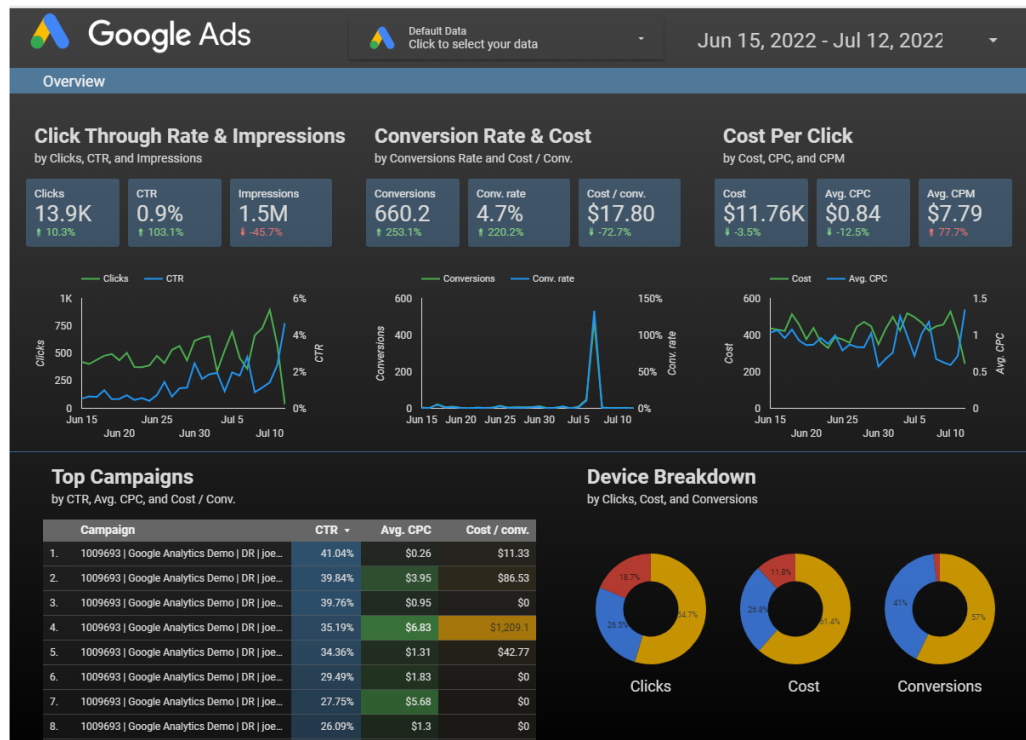 Google Ads
Default Data
Click to select your data
Jun 15, 2022 - Jul 12, 2022
Overview
Click Through Rate & Impressions
by Clicks, CTR, and Impressions
Conversion Rate & Cost
by Conversions Rate and Cost / Conv.
Cost Per Click
by Cost, CPC, and CPM
Clicks
13.9K
10.3%
CTR
0.9%
103.1%
Impressions
1.5M
-45.7%
Conversions
660.2
253.1%
Conv. rate
4.7%
220.2%
Cost / conv.
$17.80
-72.7%
Cost
$11.76K
-3.5%
Avg. CPC
$0.84
-12.5%
Avg. CPM
$7.79
77.7%
Clicks CTR
1K
750
500
250
0
Clicks
6%
4%
2%
0%
CTR
Jun 15 Jun 25 Jul 5
Jun 20 Jun 30 Jul 10
Conversions Conv. rate
600
400
200
0
Conversions
150%
100%
50%
0%
Conv. rate
Jun 15 Jun 20 Jun 25 Jun 30 Jul 5 Jul 10
Cost Avg. CPC
600
400
200
0
Cost
1.5
1
0.5
0
Avg. CPC
Jun 15 Jun 25 Jul 5
Jun 20 Jun 30 Jul 10
Top Campaigns
by CTR, Avg. CPC, and Cost / Conv.
Campaign CTR Avg. CPC Cost / conv.
1. 1009693 | Google Analytics Demo | DR | joe... 41.04% $0.26 $11.33
2. 1009693 | Google Analytics Demo | DR | joe... 39.84% $3.95 $86.53
3. 1009693 | Google Analytics Demo | DR | joe... 39.76% $0.95 $0
4. 1009693 | Google Analytics Demo | DR | joe... 35.19% $6.83 $1,209.1
5. 1009693 | Google Analytics Demo | DR | joe... 34.36% $1.31 $42.77
6. 1009693 | Google Analytics Demo | DR | joe... 29.49% $1.83 $0
7. 1009693 | Google Analytics Demo | DR | joe... 27.75% $5.68 $0
8. 1009693 | Google Analytics Demo | DR | joe... 26.09% $1.3 $0
Device Breakdown
by Clicks, Cost, and Conversions
18.7%
26.5%
54.7%
Clicks
11.8%
26.8%
61.4%
Cost
41%
57%
Conversions